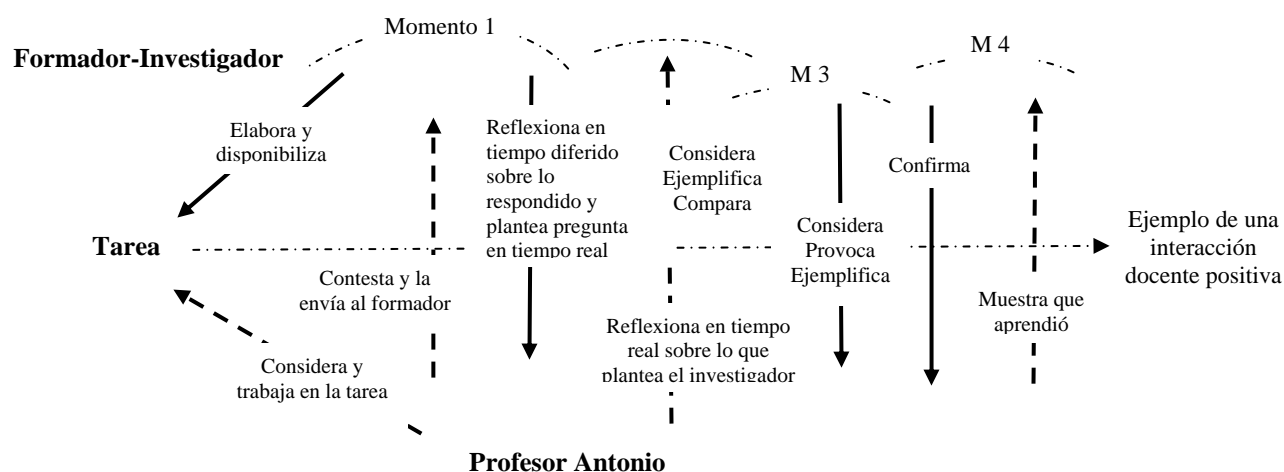 Momento 1
M 4
Formador-Investigador
M 3
Elabora y
disponibiliza
Reflexiona en
tiempo diferido
sobre lo
respondido y
plantea pregunta
en tiempo real
Considera
Ejemplifica
Compara
Confirma
Tarea
Considera
Provoca
Ejemplifica
Ejemplo de una
interacción
docente positiva
Contesta y la
envía al formador
Muestra que
aprendió
Reflexiona en tiempo
real sobre lo que
plantea el investigador
Considera y
trabaja en la tarea
Profesor Antonio